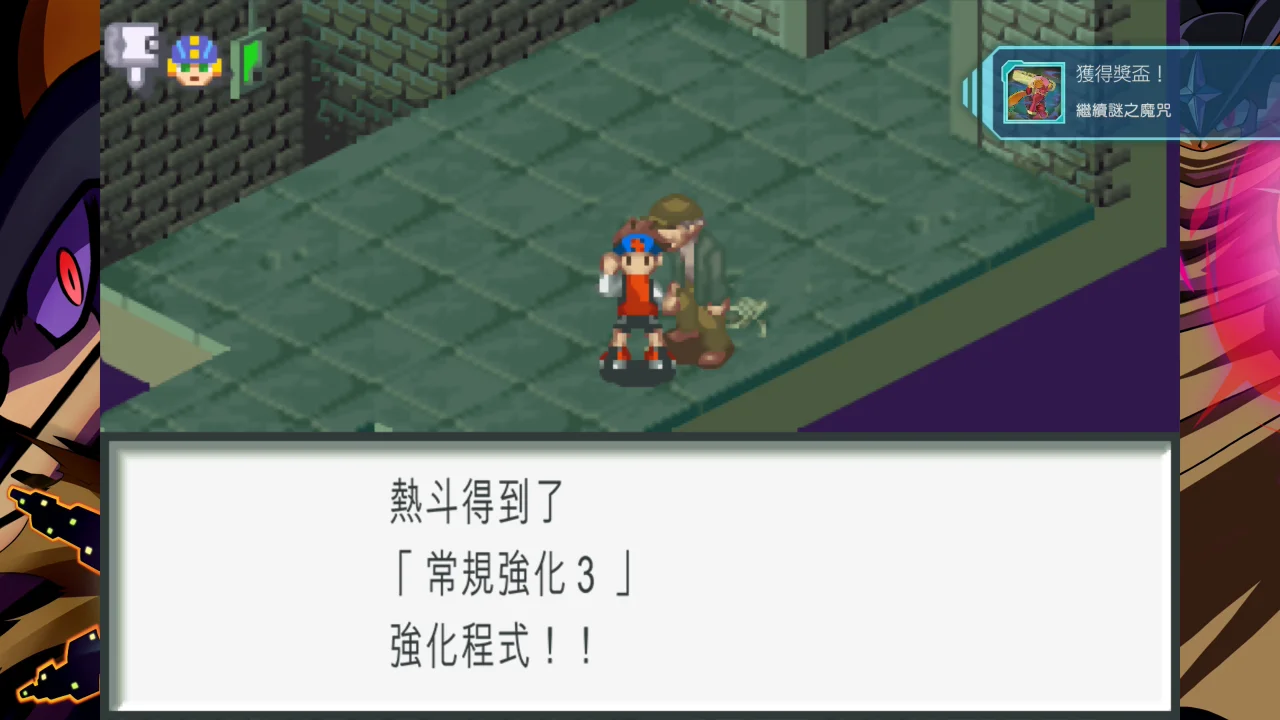 獲得獎盃！
繼續謎之魔咒
熱斗得到了
「常規強化3 」
強化程式！！